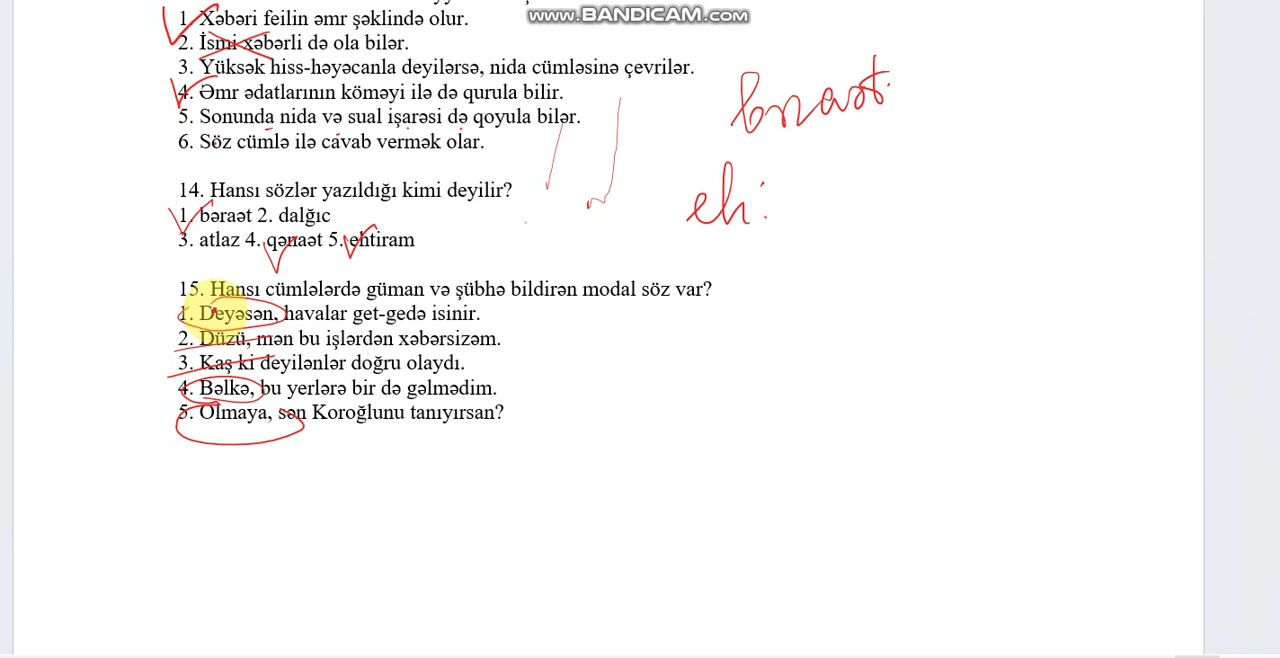 www.BANDICAM.com
1. Xəbəri feilin əmr şəklində olur.
2. İsmi xəbərli də ola bilər.
3. Yüksək hiss-həyəcanla deyilərsə, nida cümləsinə çevrilər.
4. Əmr ədatlarının köməyi ilə də qurula bilir.
5. Sonunda nida və sual işarəsi də qoyula bilər.
6. Söz cümlə ilə cavab vermək olar.
14. Hansı sözlər yazıldığı kimi deyilir?
1. bəraət 2. dalğıc
3. atlaz 4. qənaət 5. ehtiram
15. Hansı cümlələrdə güman və şübhə bildirən modal söz var?
1. Deyəsən, havalar get-gedə isinir.
2. Düzü, mən bu işlərdən xəbərsizəm.
3. Kaş ki deyilənlər doğru olaydı.
4. Bəlkə, bu yerlərə bir də gəlmədim.
5. Olmaya, sən Koroğlunu tanıyırsan?
eh: